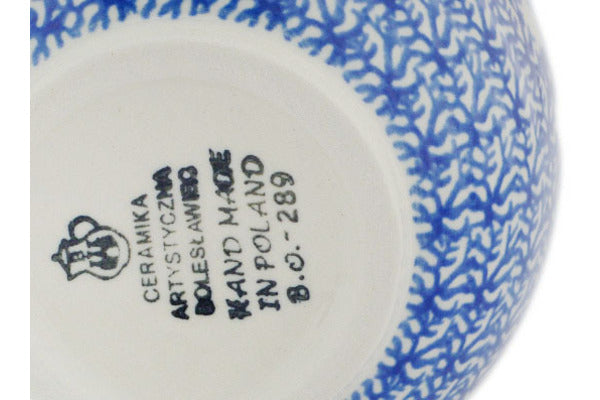 CERAMIKA
ARTYSTYCZNA
BOLESŁAWIEC
HAND MADE
IN POLAND
B.O.-289